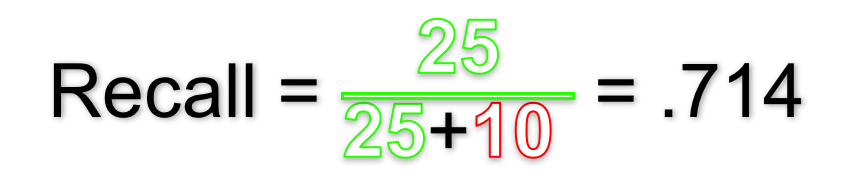 Recall = 25 / 25+10 = .714